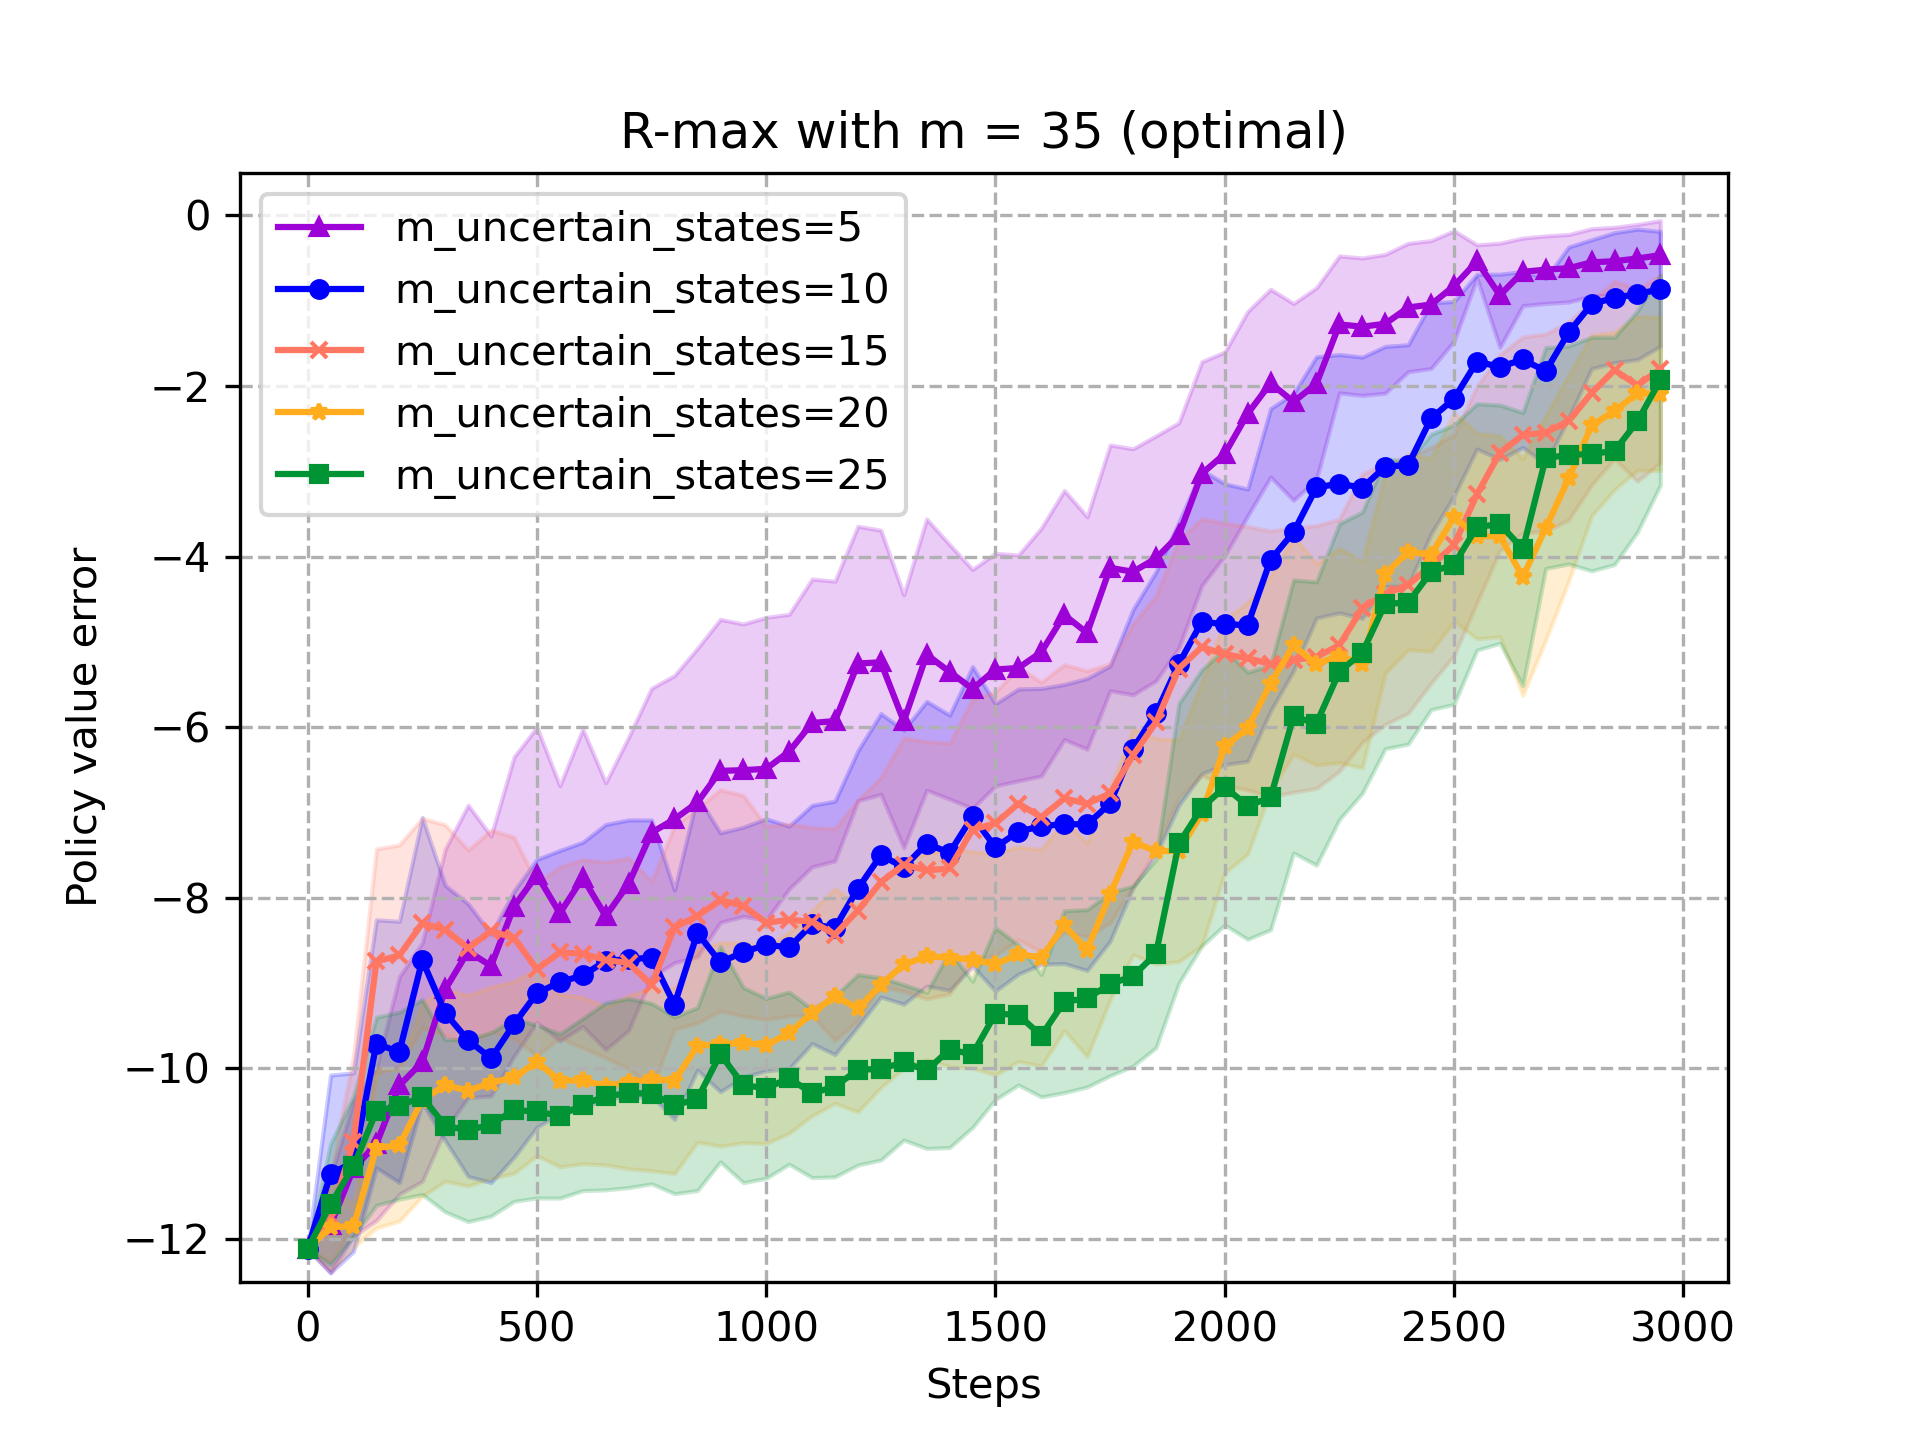 R-max with m = 35 (optimal)
m_uncertain_states=5
m_uncertain_states=10
m_uncertain_states=15
m_uncertain_states=20
m_uncertain_states=25
Policy value error
0
−2
−4
−6
−8
−10
−12
0 500 1000 1500 2000 2500 3000
Steps